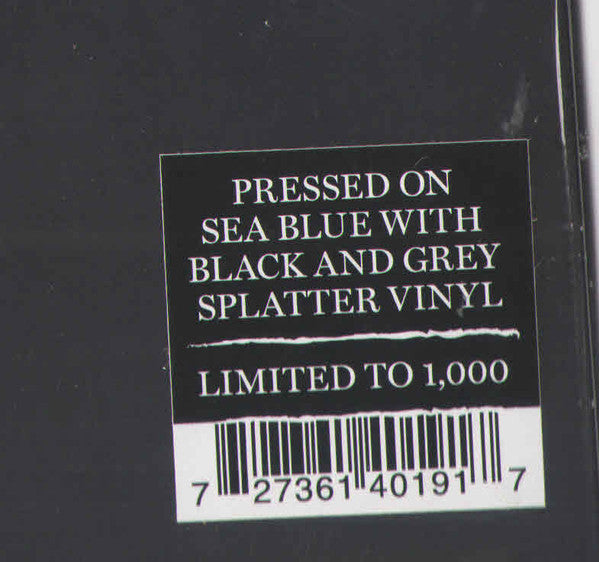 PRESSED ON
SEA BLUE WITH
BLACK AND GREY
SPLATTER VINYL
LIMITED TO 1,000
7 27361 40191 7